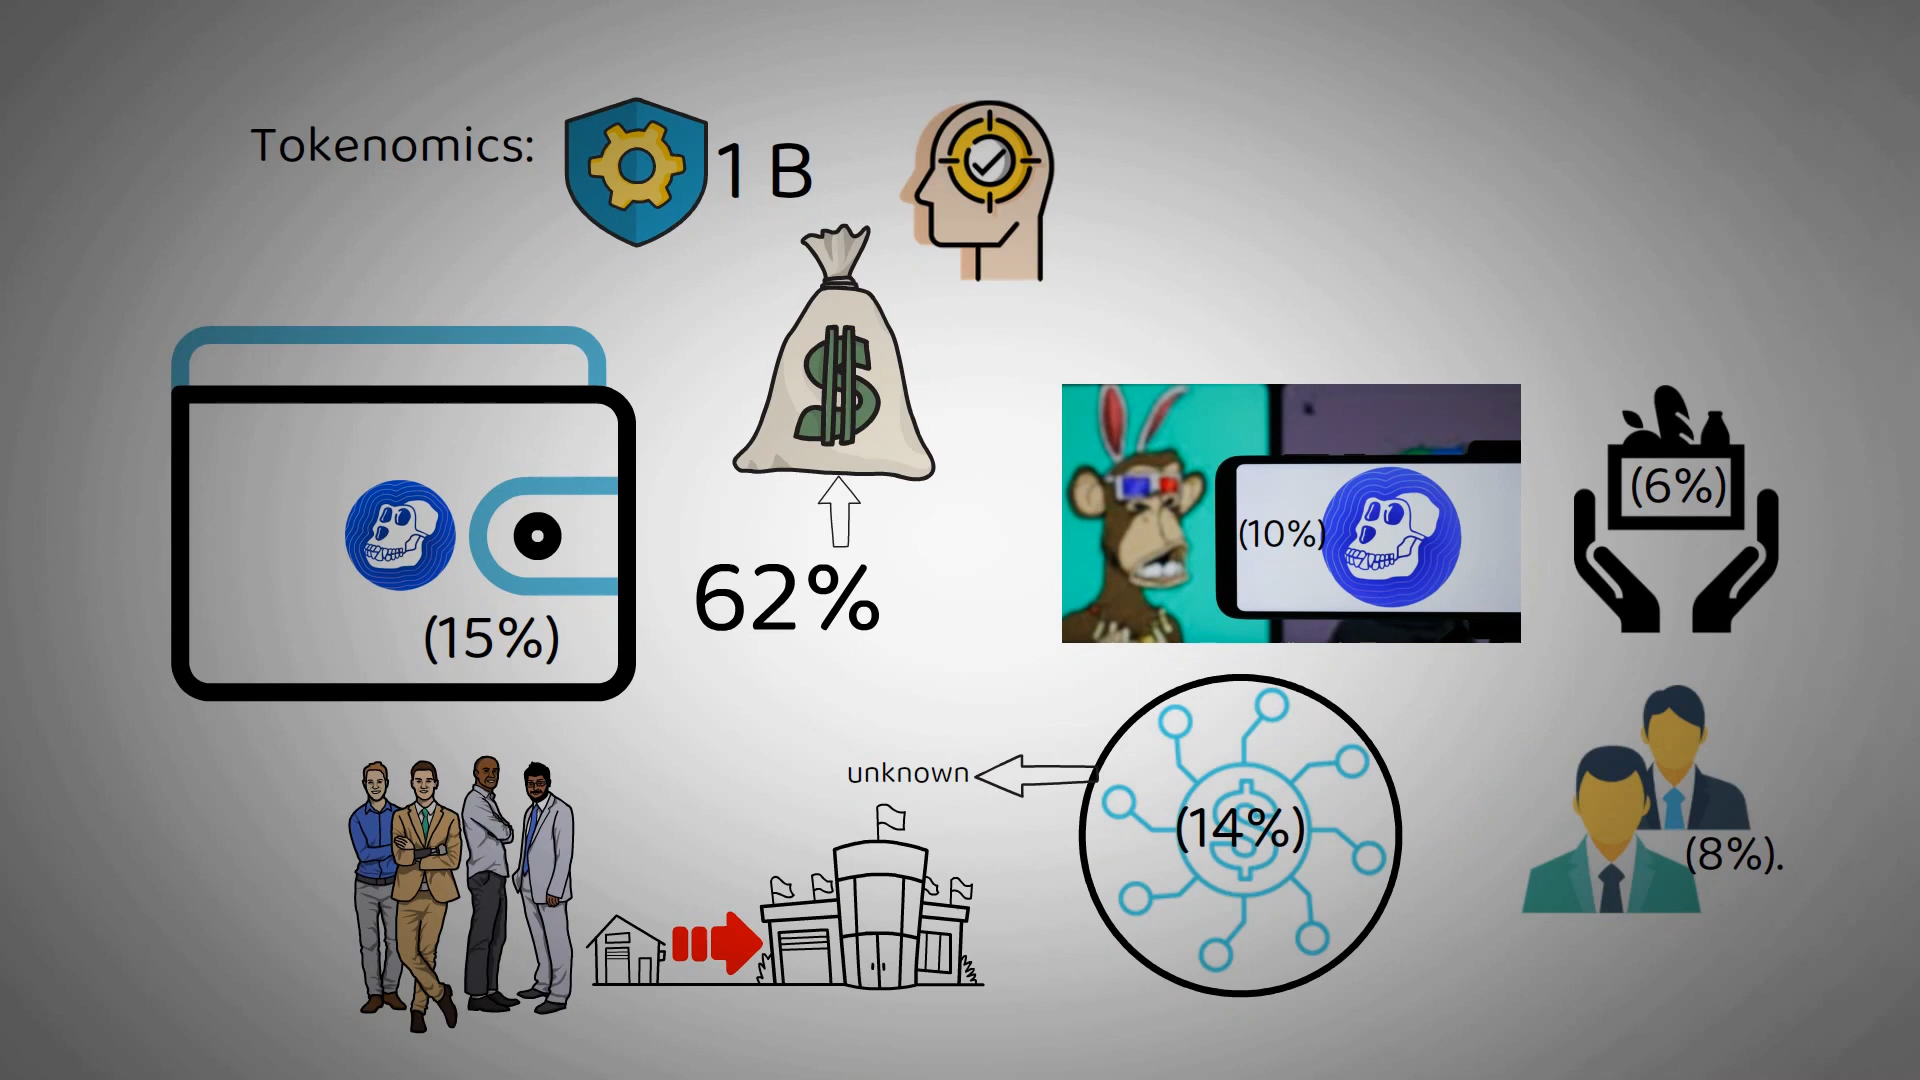 Tokenomics:
1 B
62%
(15%)
(10%)
(6%)
unknown
(14%)
(8%).